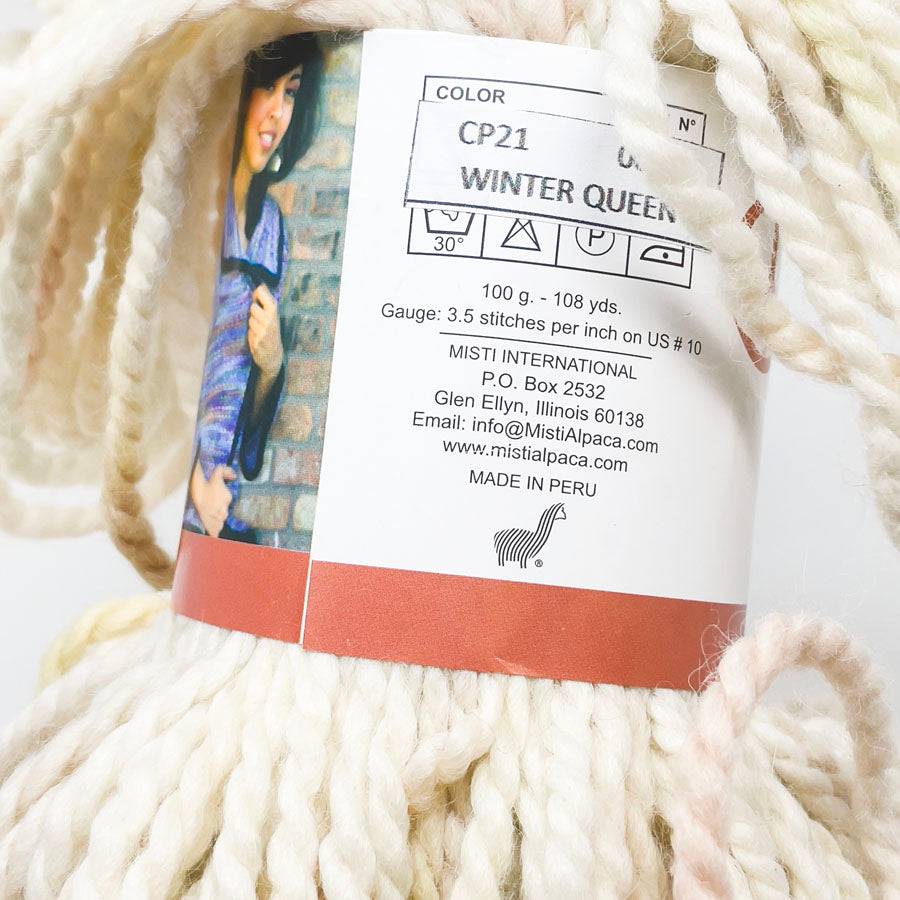 COLOR
N°
CP21
WINTER QUEEN
30°
P
100 g. - 108 yds.
Gauge: 3.5 stitches per inch on US # 10
MISTI INTERNATIONAL
P.O. Box 2532
Glen Ellyn, Illinois 60138
Email: info@MistiAlpaca.com
www.mistialpaca.com
MADE IN PERU
®